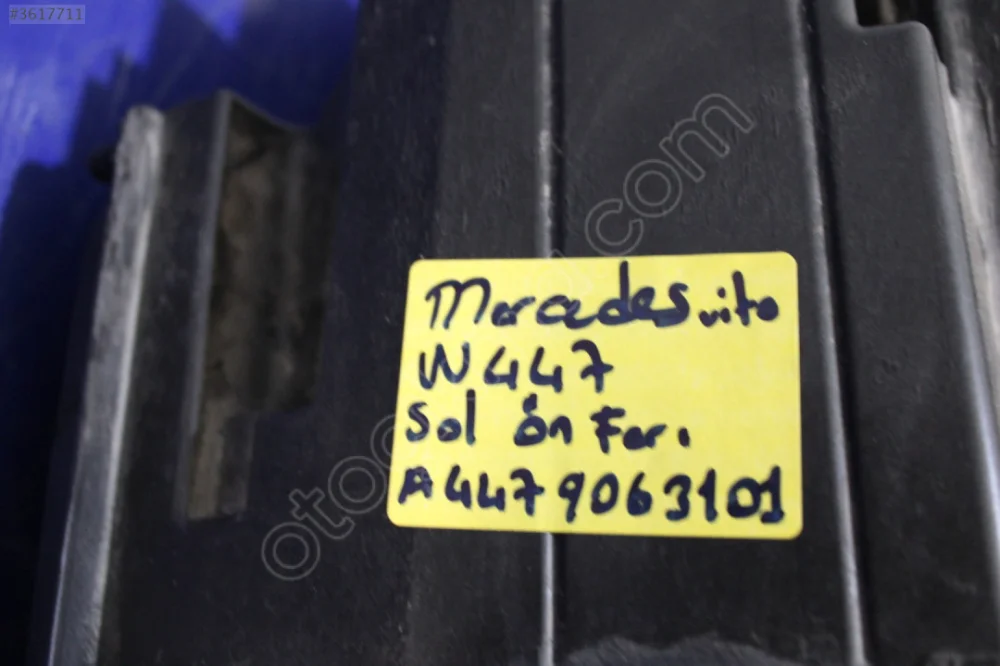 #3617711
Mercedes vito
W447
Sol ön Far.
A4479063101